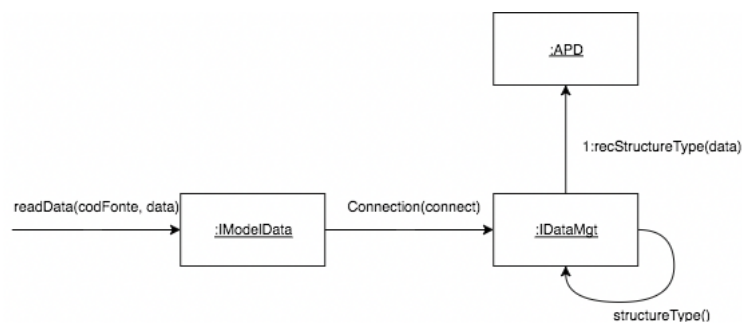 :APD
1:recStructureType(data)
readData(codFonte, data)
Connection(connect)
:IModelData
:IDataMgt
structureType()